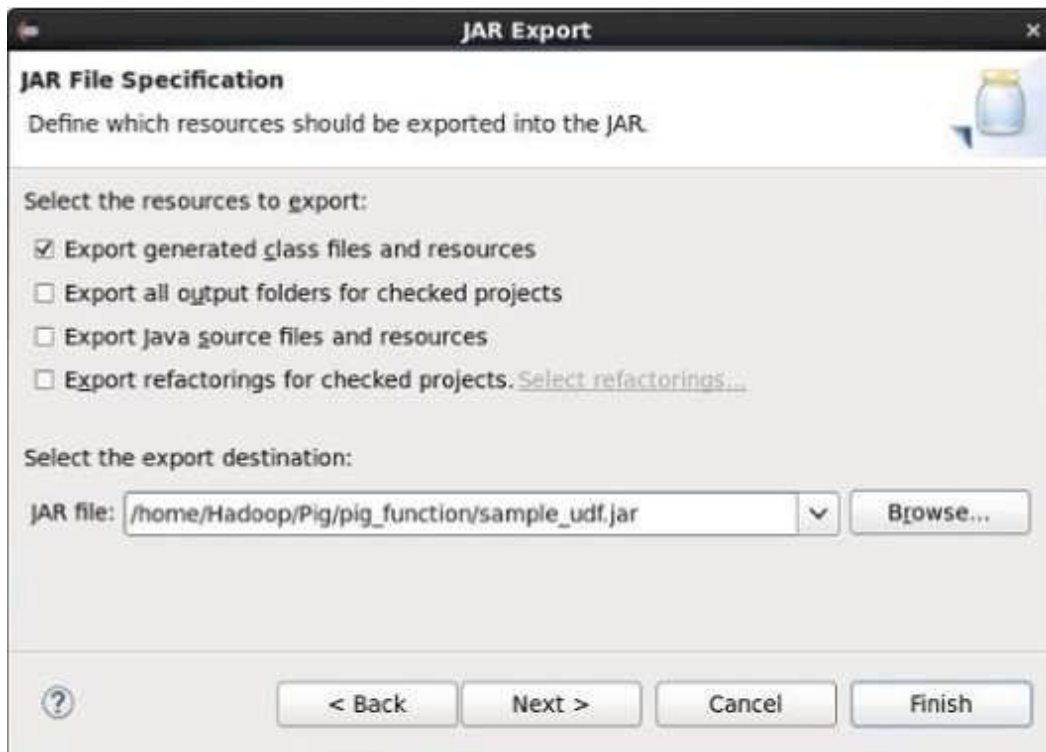 JAR Export
JAR File Specification
Define which resources should be exported into the JAR.
Select the resources to export:
Export generated class files and resources
Export all output folders for checked projects
Export Java source files and resources
Export refactorings for checked projects. Select refactorings...
Select the export destination:
JAR file: /home/Hadoop/Pig/pig_function/sample_udf.jar Browse...
? < Back Next > Cancel Finish